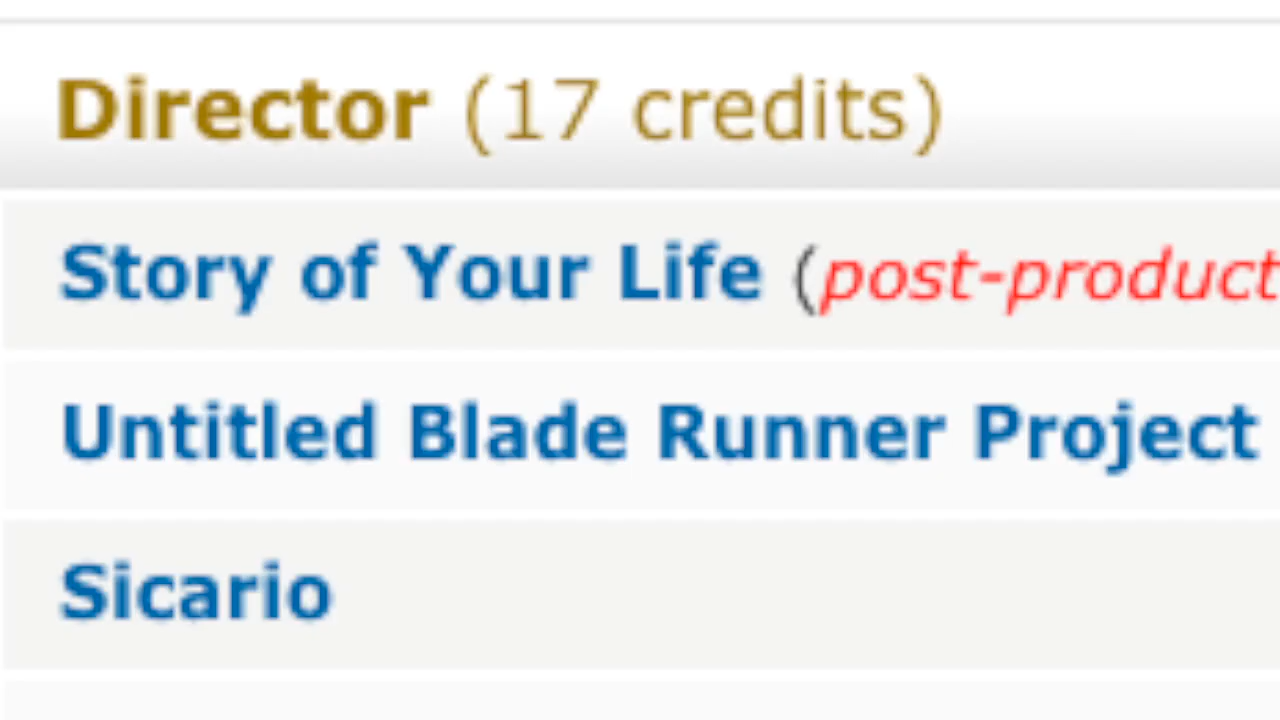 Director (17 credits)
Story of Your Life (post-product
Untitled Blade Runner Project
Sicario